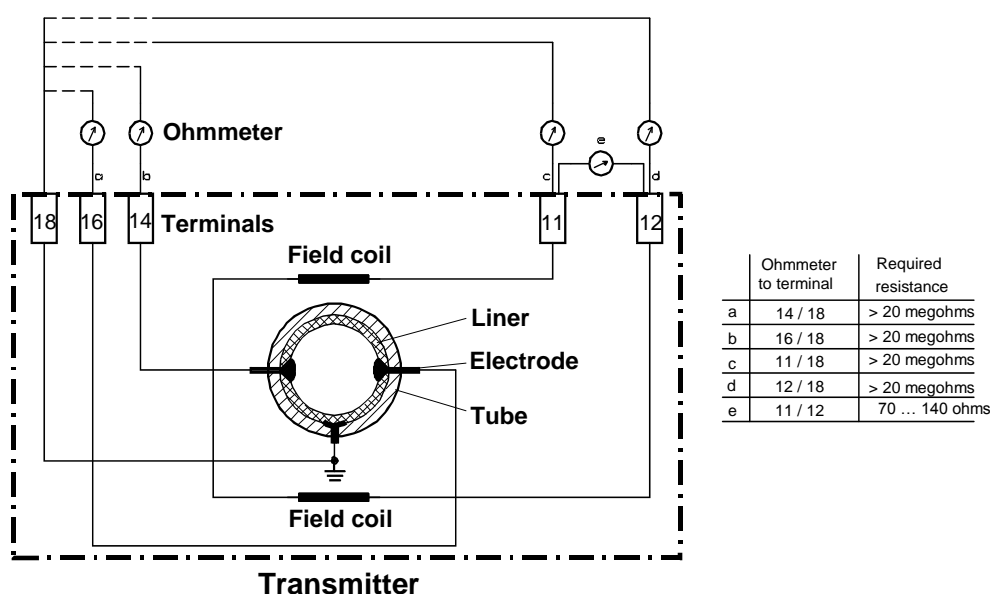 Ohmmeter
e
a
b
c
d
18
16
14
Terminals
11
12
Field coil
Liner
Electrode
Tube
Field coil
Transmitter
Ohmmeter to terminal
Required resistance
a 14 / 18 > 20 megohms
b 16 / 18 > 20 megohms
c 11 / 18 > 20 megohms
d 12 / 18 > 20 megohms
e 11 / 12 70 … 140 ohms